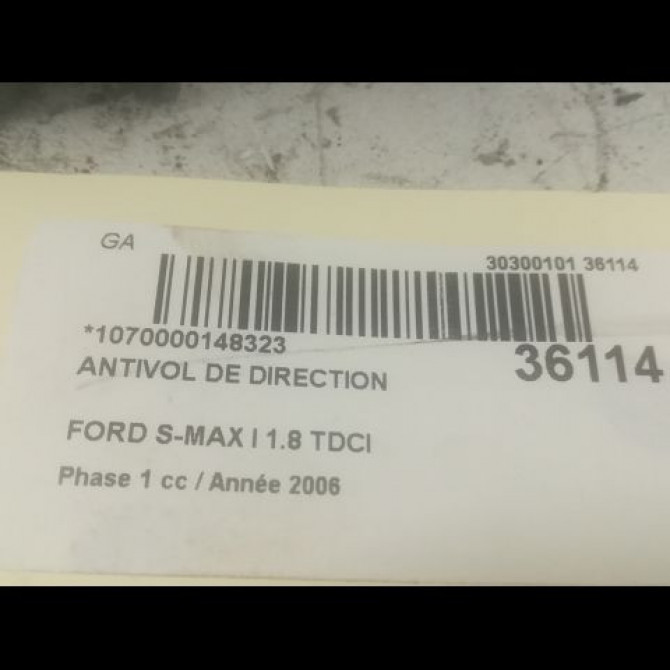 GA
30300101 36114
*1070000148323
36114
ANTIVOL DE DIRECTION
FORD S-MAX I 1.8 TDCI
Phase 1 cc / Année 2006